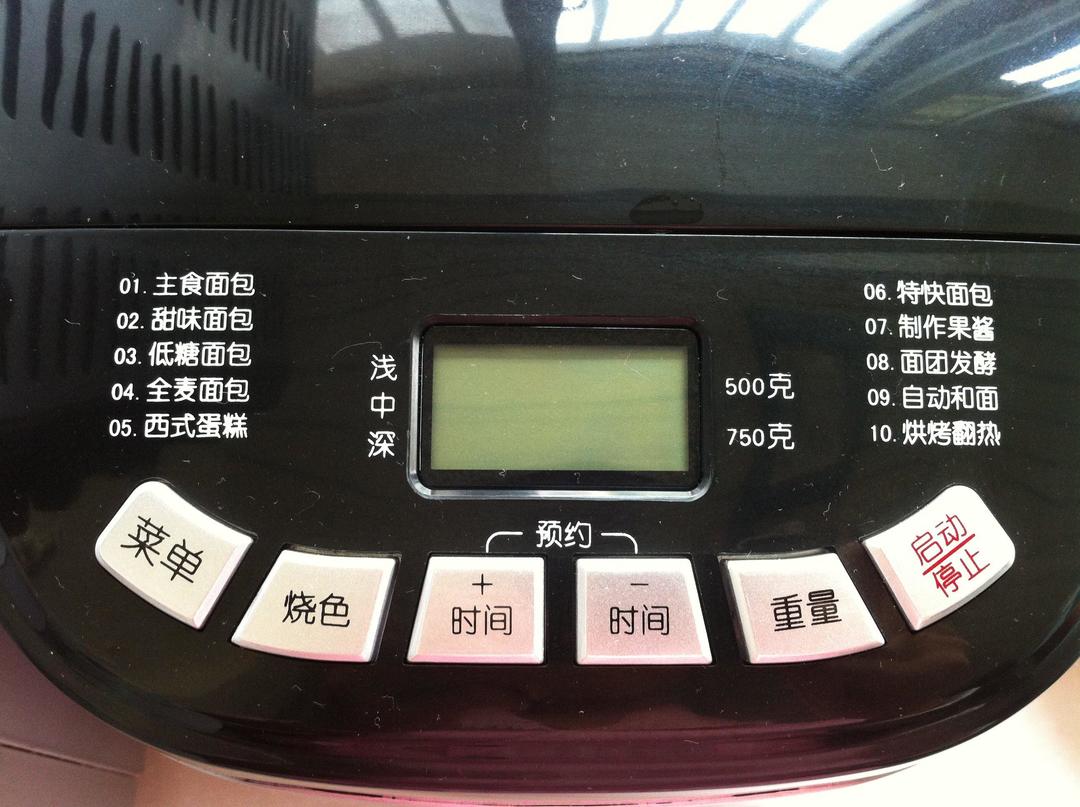 01. 主食面包
02. 甜味面包
03. 低糖面包
04. 全麦面包
05. 西式蛋糕
浅
中
深
500克
750克
06. 特快面包
07. 制作果酱
08. 面团发酵
09. 自动和面
10. 烘烤翻热
预约
菜单
烧色
+
时间
－
时间
重量
启动
停止